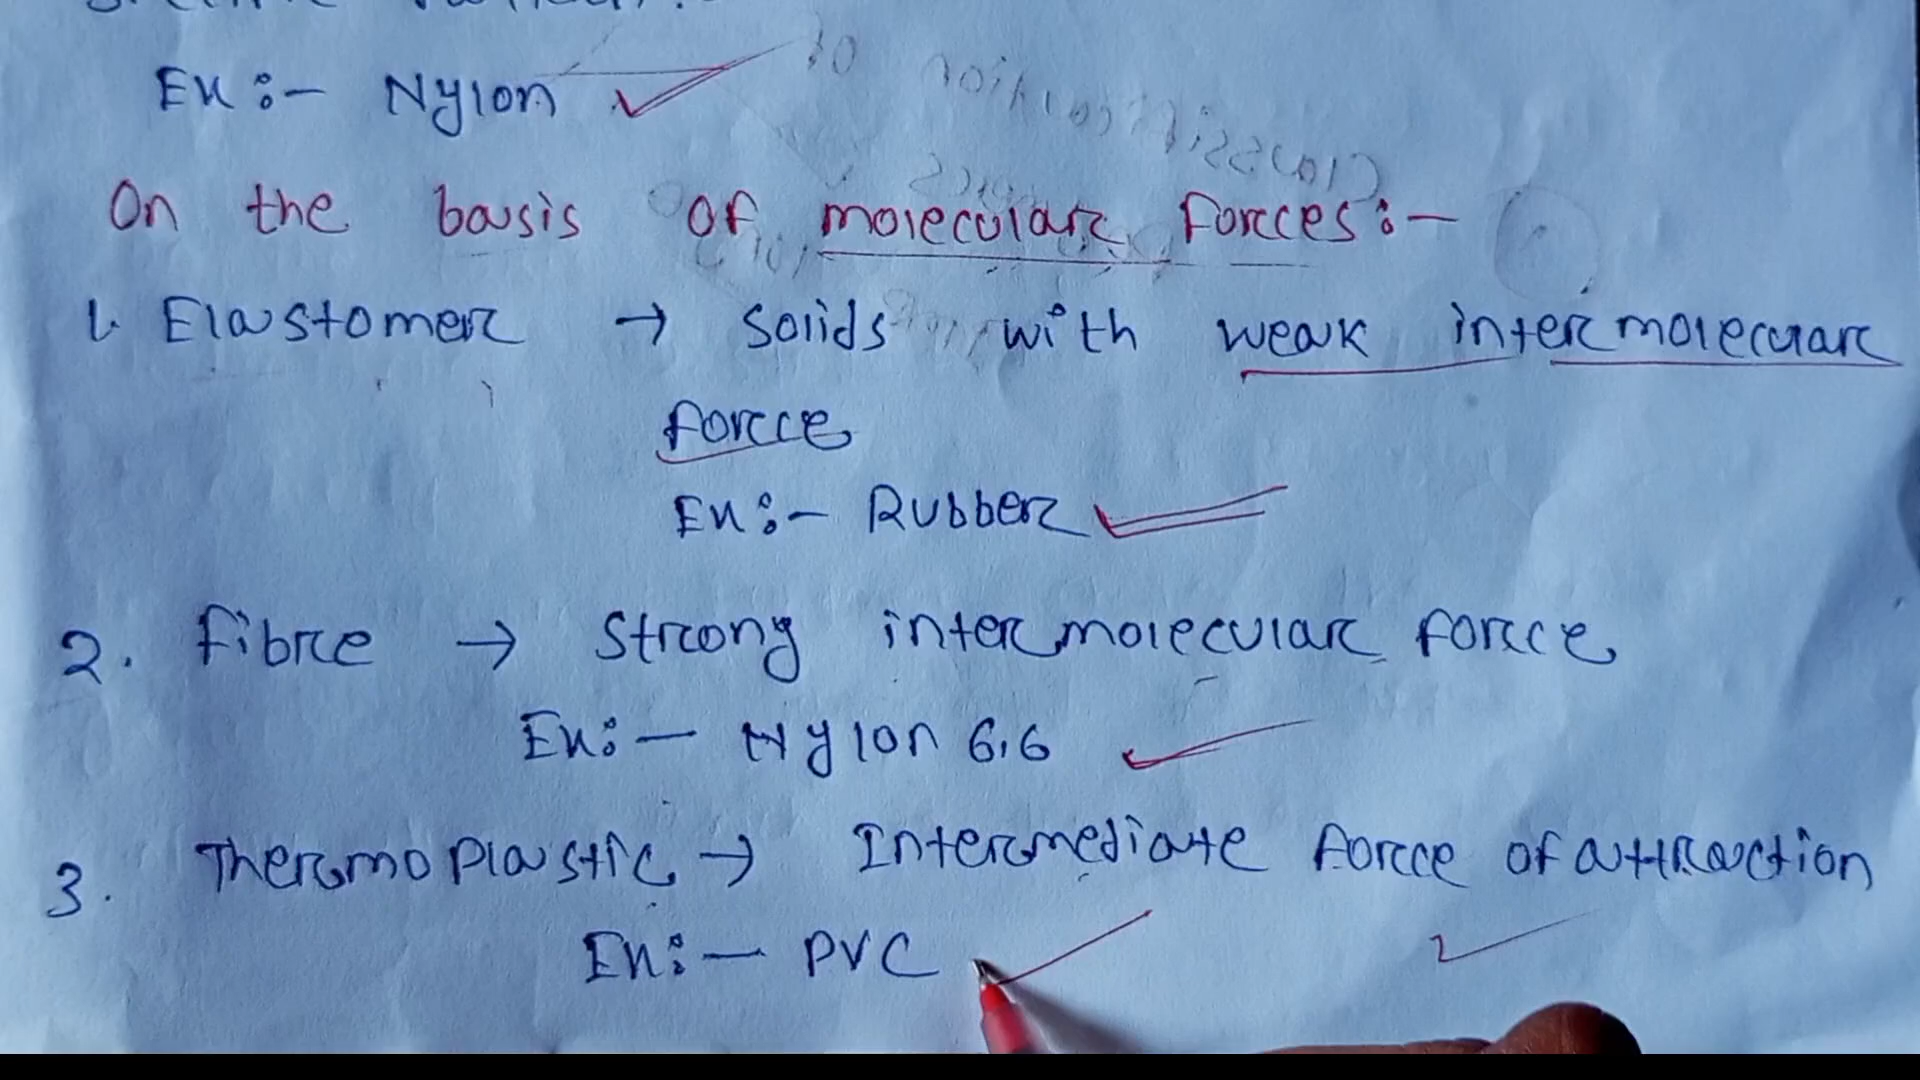 Ex :- Nylon
On the basis of molecular forces :-
1. Elastomer → Solids with weak intermolecular
force
Ex :- Rubber
2. Fibre → Strong intermolecular force
Ex :- Nylon 6,6
3. Thermoplastic → Intermediate force of attraction
Ex :- PVC